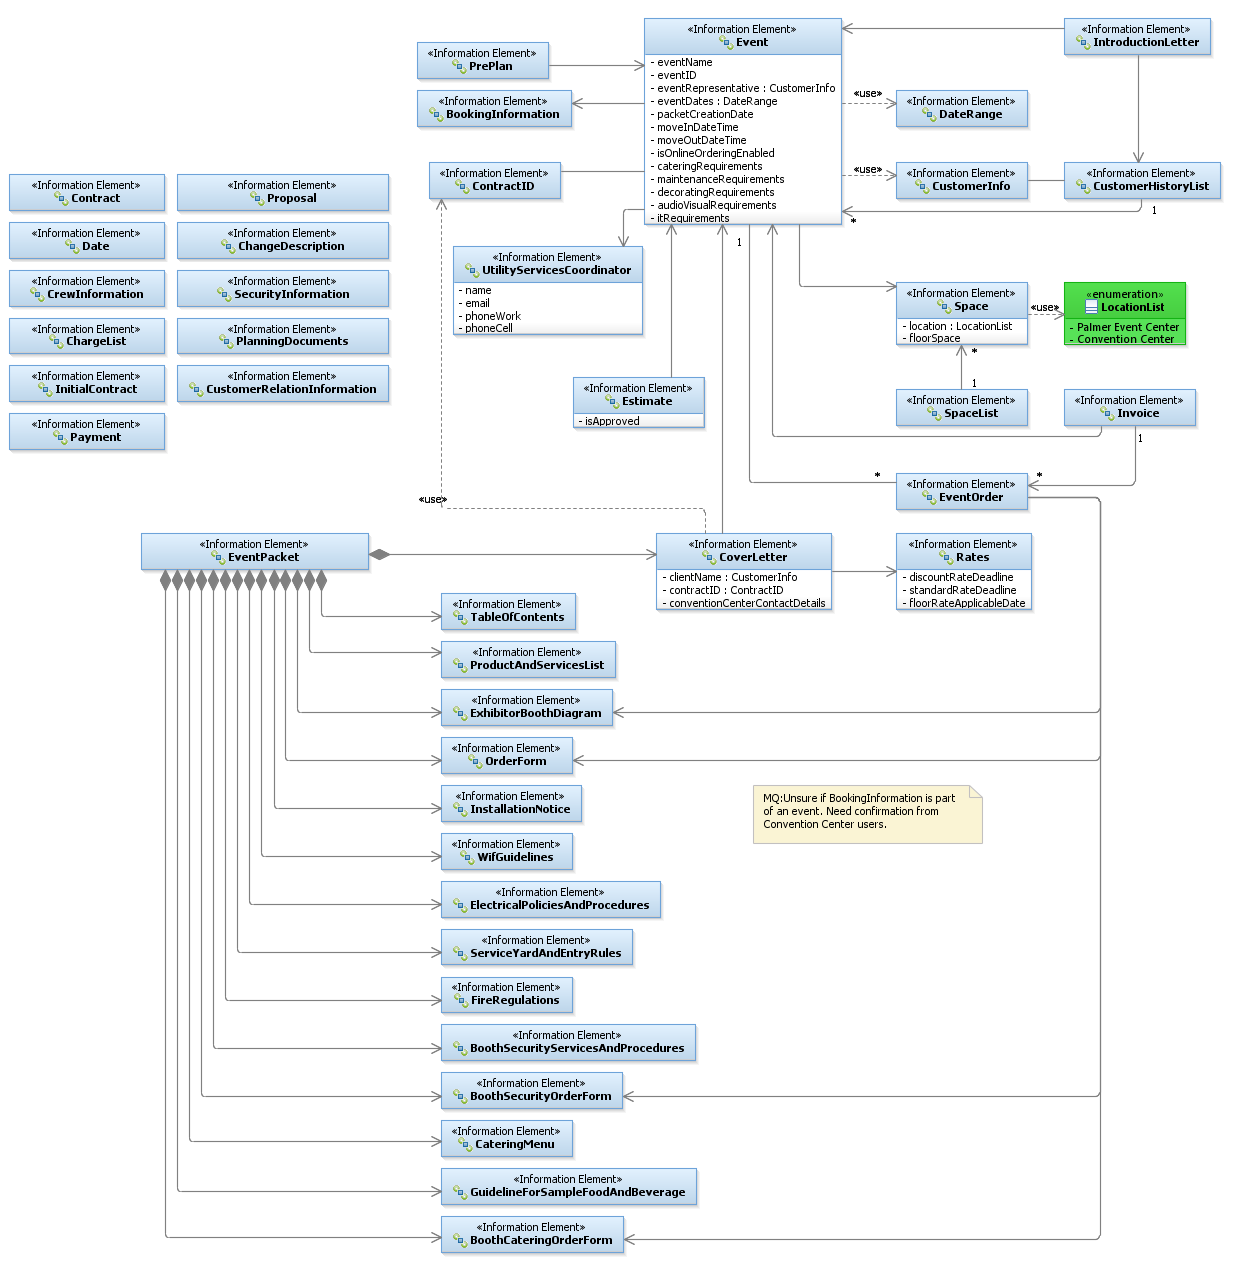 «Information Element»
Event
- eventName
- eventID
- eventRepresentative : CustomerInfo
- eventDates : DateRange
- packetCreationDate
- moveInDateTime
- moveOutDateTime
- isOnlineOrderingEnabled
- cateringRequirements
- maintenanceRequirements
- decoratingRequirements
- audioVisualRequirements
- itRequirements
«Information Element»
IntroductionLetter
«Information Element»
PrePlan
«Information Element»
BookingInformation
«use»
«Information Element»
DateRange
«Information Element»
ContractID
«use»
«Information Element»
CustomerInfo
«Information Element»
CustomerHistoryList
1
*
«Information Element»
Contract
«Information Element»
Proposal
«Information Element»
Date
«Information Element»
ChangeDescription
«Information Element»
CrewInformation
«Information Element»
SecurityInformation
«Information Element»
ChargeList
«Information Element»
PlanningDocuments
«Information Element»
InitialContract
«Information Element»
CustomerRelationInformation
«Information Element»
Payment
«Information Element»
UtilityServicesCoordinator
- name
- email
- phoneWork
- phoneCell
1
«Information Element»
Space
- location : LocationList
- floorSpace
«use»
«enumeration»
LocationList
- Palmer Event Center
- Convention Center
*
1
«Information Element»
Estimate
- isApproved
«Information Element»
SpaceList
«Information Element»
Invoice
1
*
*
«Information Element»
EventOrder
«use»
«Information Element»
EventPacket
«Information Element»
CoverLetter
- clientName : CustomerInfo
- contractID : ContractID
- conventionCenterContactDetails
«Information Element»
Rates
- discountRateDeadline
- standardRateDeadline
- floorRateApplicableDate
«Information Element»
TableOfContents
«Information Element»
ProductAndServicesList
«Information Element»
ExhibitorBoothDiagram
«Information Element»
OrderForm
«Information Element»
InstallationNotice
MQ:Unsure if BookingInformation is part
of an event. Need confirmation from
Convention Center users.
«Information Element»
WifGuidelines
«Information Element»
ElectricalPoliciesAndProcedures
«Information Element»
ServiceYardAndEntryRules
«Information Element»
FireRegulations
«Information Element»
BoothSecurityServicesAndProcedures
«Information Element»
BoothSecurityOrderForm
«Information Element»
CateringMenu
«Information Element»
GuidelineForSampleFoodAndBeverage
«Information Element»
BoothCateringOrderForm